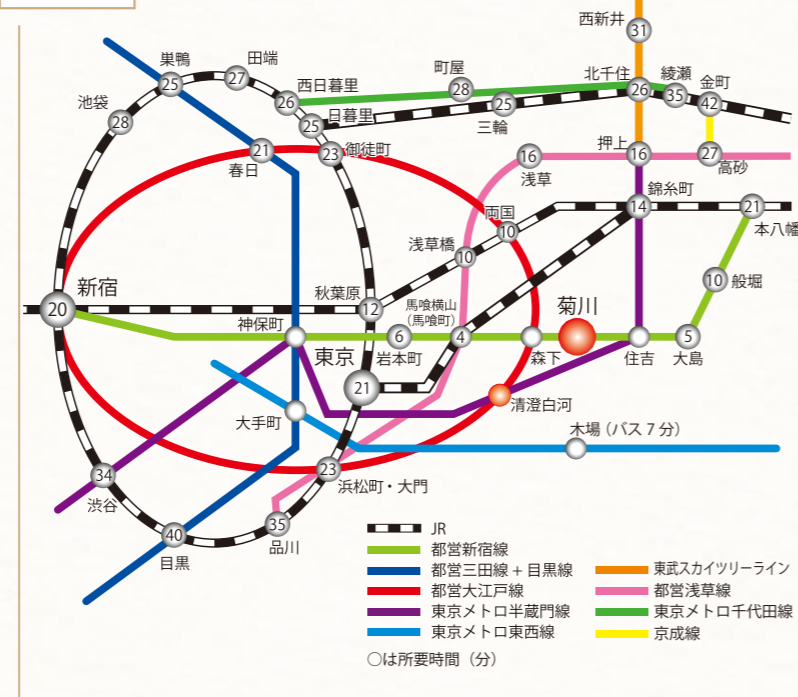 西新井
31
巣鴨
25
田端
27
西日暮里
26
町屋
28
北千住
26
綾瀬
35
金町
42
池袋
28
日暮里
25
三輪
25
春日
21
御徒町
23
浅草
16
押上
16
高砂
27
両国
10
錦糸町
14
本八幡
21
浅草橋
10
般堀
10
新宿
20
秋葉原
12
馬喰横山
(馬喰町)
4
菊川
神保町
岩本町
6
森下
住吉
大島
5
東京
21
清澄白河
大手町
木場(バス7分)
渋谷
34
浜松町・大門
23
目黒
40
品川
35
JR
都営新宿線
都営三田線+目黒線
都営大江戸線
東京メトロ半蔵門線
東京メトロ東西線
東武スカイツリーライン
都営浅草線
東京メトロ千代田線
京成線
○は所要時間(分)